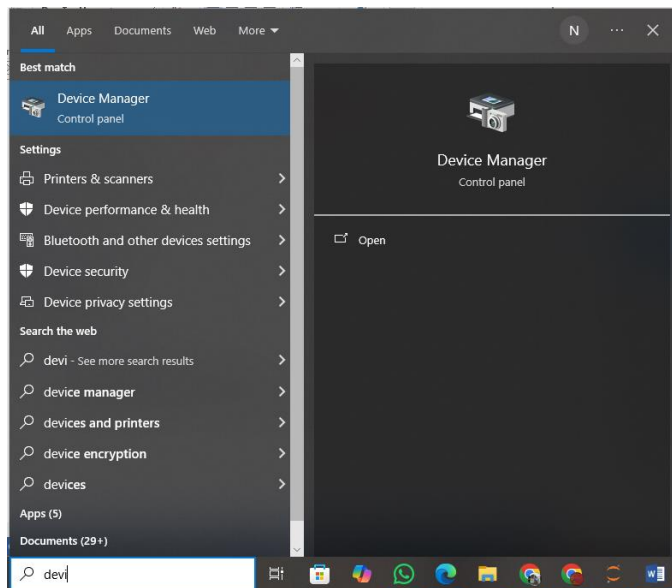 All Apps Documents Web More N
Best match
Device Manager
Control panel
Settings
Printers & scanners
Device performance & health
Bluetooth and other devices settings
Device security
Device privacy settings
Search the web
devi - See more search results
device manager
devices and printers
device encryption
devices
Apps (5)
Documents (29+)
devi
Device Manager
Control panel
Open
W